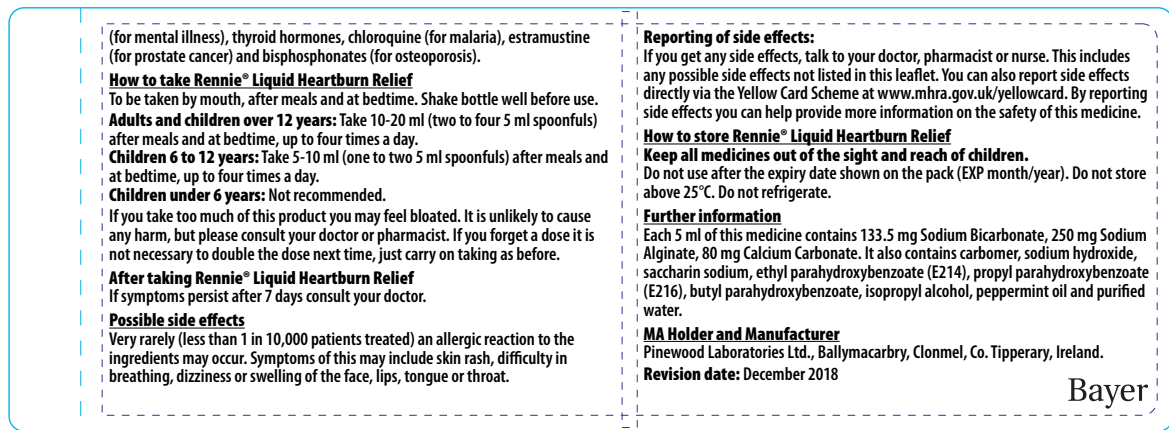 (for mental illness), thyroid hormones, chloroquine (for malaria), estramustine
(for prostate cancer) and bisphosphonates (for osteoporosis).
How to take Rennie® Liquid Heartburn Relief
To be taken by mouth, after meals and at bedtime. Shake bottle well before use.
Adults and children over 12 years: Take 10-20 ml (two to four 5 ml spoonfuls)
after meals and at bedtime, up to four times a day.
Children 6 to 12 years: Take 5-10 ml (one to two 5 ml spoonfuls) after meals and
at bedtime, up to four times a day.
Children under 6 years: Not recommended.
If you take too much of this product you may feel bloated. It is unlikely to cause
any harm, but please consult your doctor or pharmacist. If you forget a dose it is
not necessary to double the dose next time, just carry on taking as before.
After taking Rennie® Liquid Heartburn Relief
If symptoms persist after 7 days consult your doctor.
Possible side effects
Very rarely (less than 1 in 10,000 patients treated) an allergic reaction to the
ingredients may occur. Symptoms of this may include skin rash, difficulty in
breathing, dizziness or swelling of the face, lips, tongue or throat.
Reporting of side effects:
If you get any side effects, talk to your doctor, pharmacist or nurse. This includes
any possible side effects not listed in this leaflet. You can also report side effects
directly via the Yellow Card Scheme at www.mhra.gov.uk/yellowcard. By reporting
side effects you can help provide more information on the safety of this medicine.
How to store Rennie® Liquid Heartburn Relief
Keep all medicines out of the sight and reach of children.
Do not use after the expiry date shown on the pack (EXP month/year). Do not store
above 25°C. Do not refrigerate.
Further information
Each 5 ml of this medicine contains 133.5 mg Sodium Bicarbonate, 250 mg Sodium
Alginate, 80 mg Calcium Carbonate. It also contains carbomer, sodium hydroxide,
saccharin sodium, ethyl parahydroxybenzoate (E214), propyl parahydroxybenzoate
(E216), butyl parahydroxybenzoate, isopropyl alcohol, peppermint oil and purified
water.
MA Holder and Manufacturer
Pinewood Laboratories Ltd., Ballymacarbry, Clonmel, Co. Tipperary, Ireland.
Revision date: December 2018
Bayer